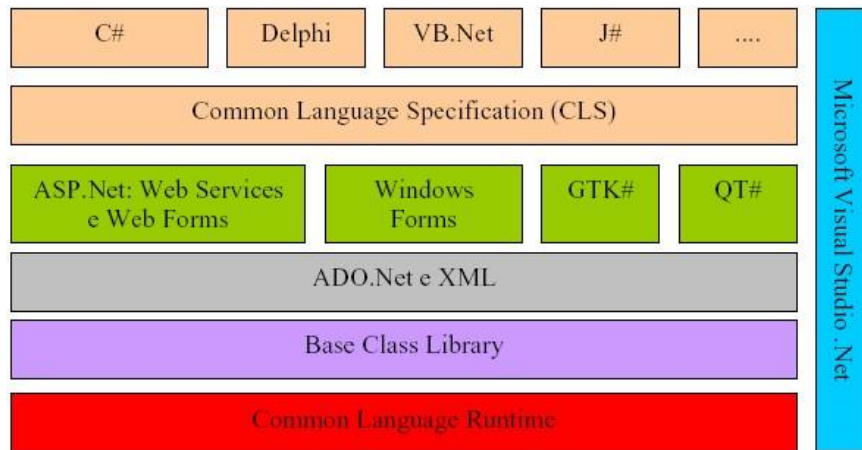 C#
Delphi
VB.Net
J#
....
Common Language Specification (CLS)
ASP.Net: Web Services
e Web Forms
Windows
Forms
GTK#
QT#
ADO.Net e XML
Base Class Library
Common Language Runtime
Microsoft Visual Studio .Net